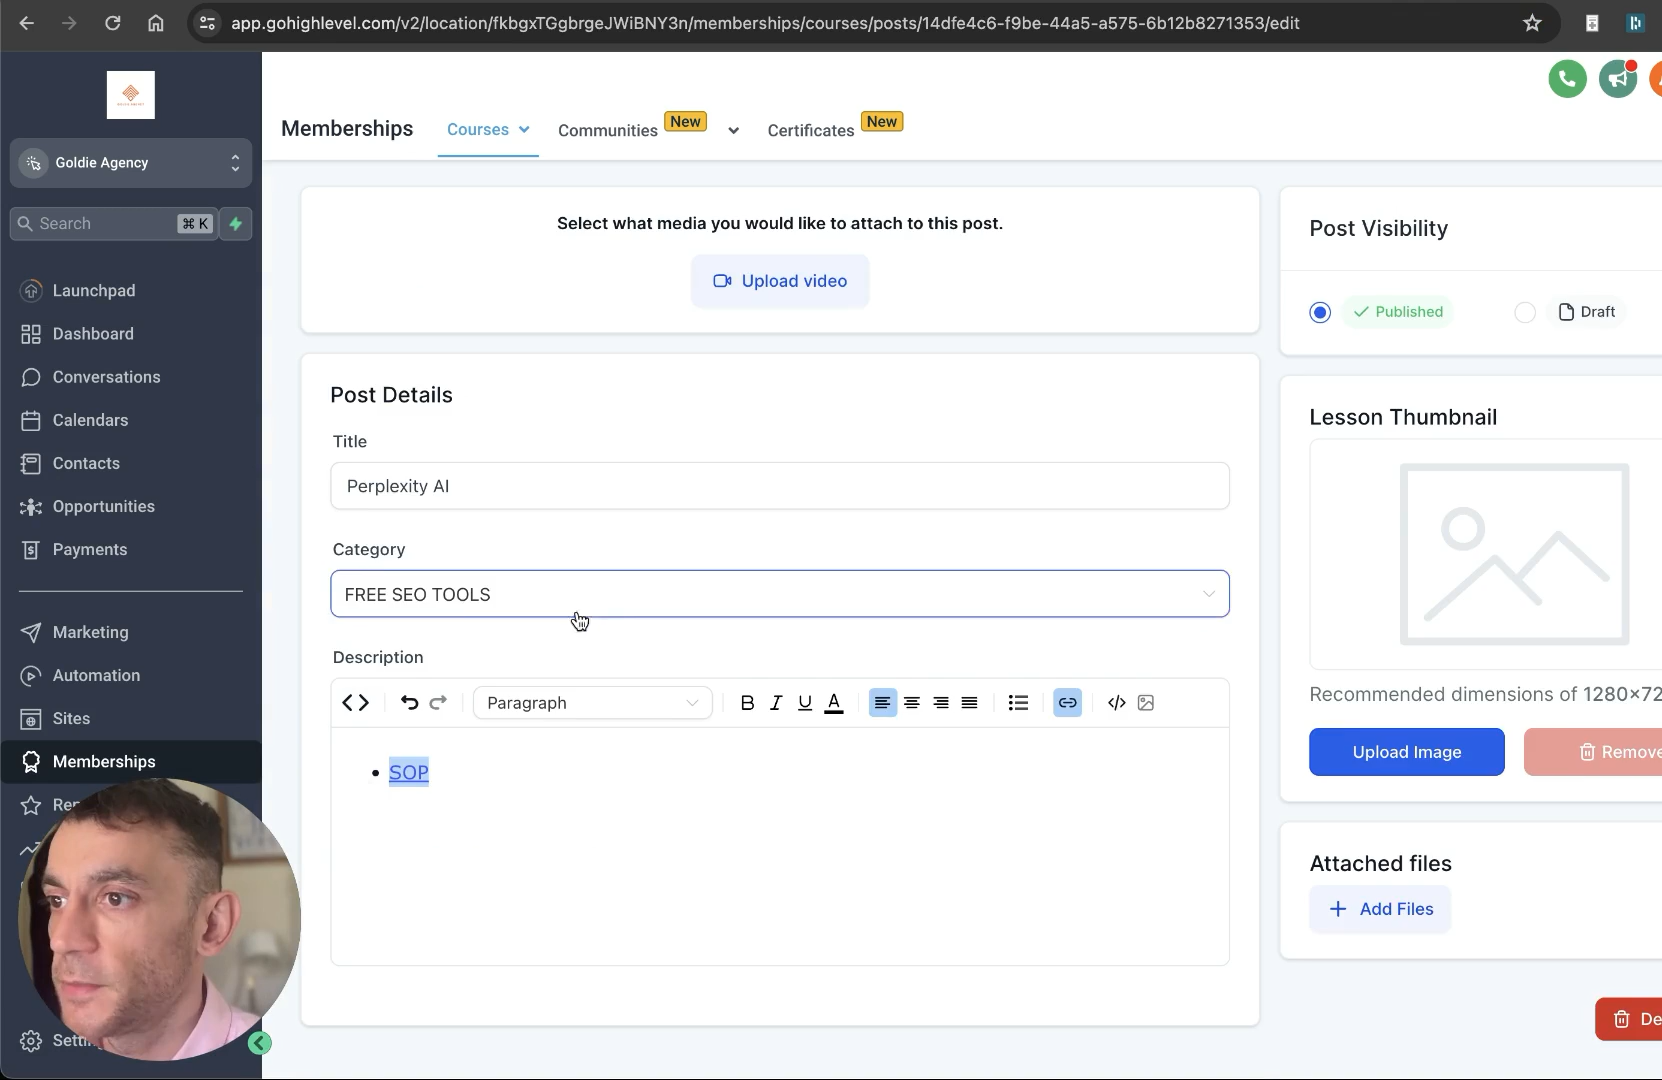 app.gohighlevel.com/v2/location/fkbgxTGgbrgeJWiBNY3n/memberships/courses/posts/14dfe4c6-f9be-44a5-a575-6b12b8271353/edit
Goldie Agency
Search
⌘ K
Launchpad
Dashboard
Conversations
Calendars
Contacts
Opportunities
Payments
Marketing
Automation
Sites
Memberships
Memberships
Courses
Communities
New
Certificates
New
Select what media you would like to attach to this post.
Upload video
Post Details
Title
Perplexity AI
Category
FREE SEO TOOLS
Description
Paragraph
B I U A
SOP
Post Visibility
Published
Draft
Lesson Thumbnail
Recommended dimensions of 1280x72
Upload Image
Remove
Attached files
Add Files
De